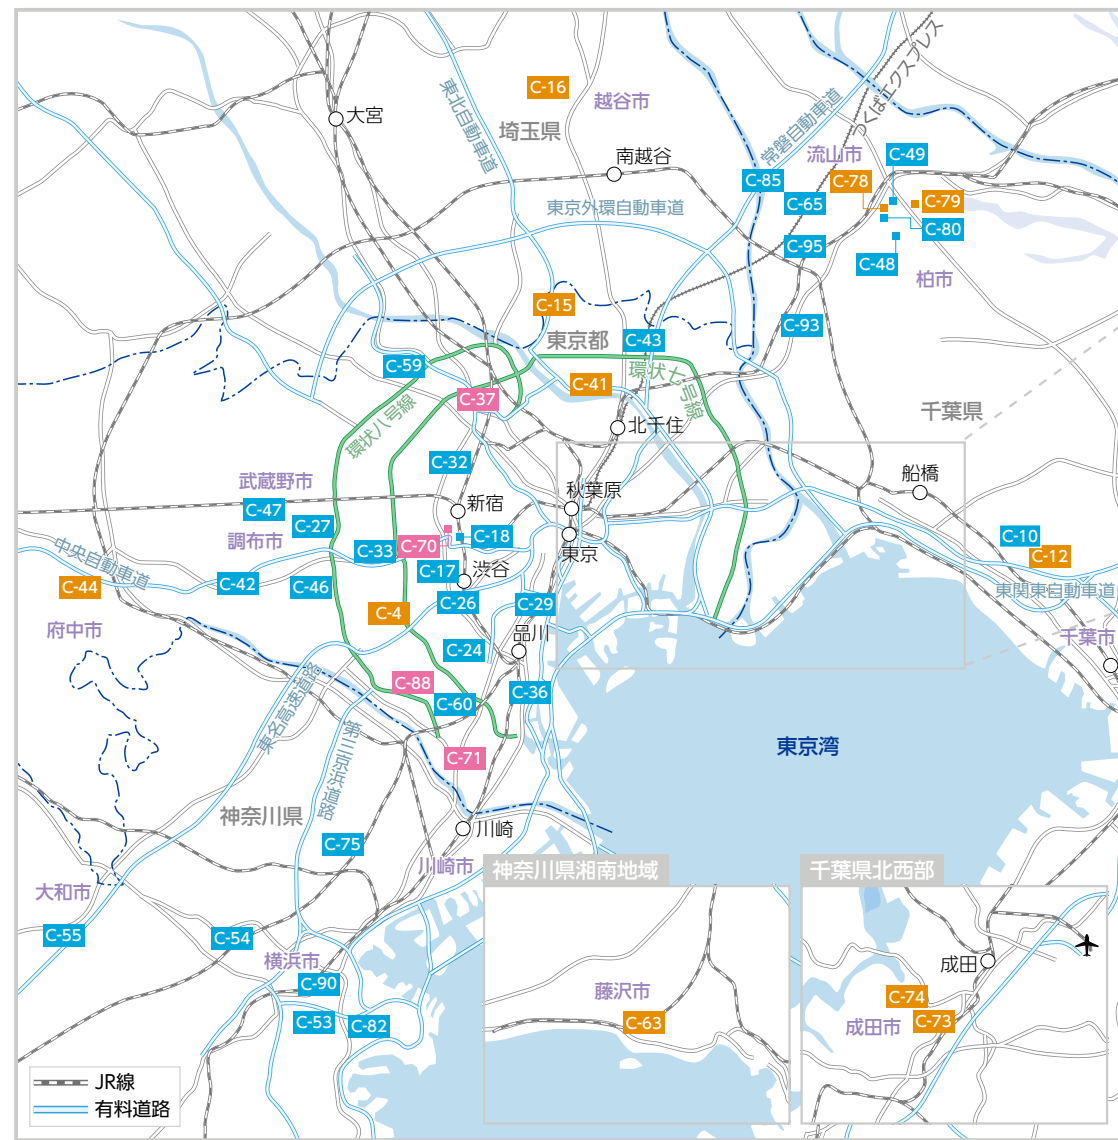 大宮
C-16
越谷市
埼玉県
東北自動車道
南越谷
常磐自動車道
つくばエクスプレス
流山市
C-49
C-85
C-78
C-65
C-79
C-80
C-95
C-48
柏市
東京外環自動車道
C-15
東京都
C-43
C-93
C-59
C-37
C-41
環状七号線
環状八号線
北千住
千葉県
C-32
船橋
武蔵野市
C-47
新宿
秋葉原
C-27
C-18
C-10
調布市
C-33
C-70
東京
C-12
中央自動車道
C-44
C-42
C-46
C-17
渋谷
東関東自動車道
C-4
C-26
C-29
府中市
品川
千葉市
C-24
C-88
C-60
C-36
東名高速道路
第三京浜道路
C-71
東京湾
神奈川県
川崎
C-75
川崎市
大和市
C-55
C-54
横浜市
C-90
C-53
C-82
神奈川県湘南地域
藤沢市
C-63
千葉県北西部
成田
C-74
C-73
成田市
JR線
有料道路